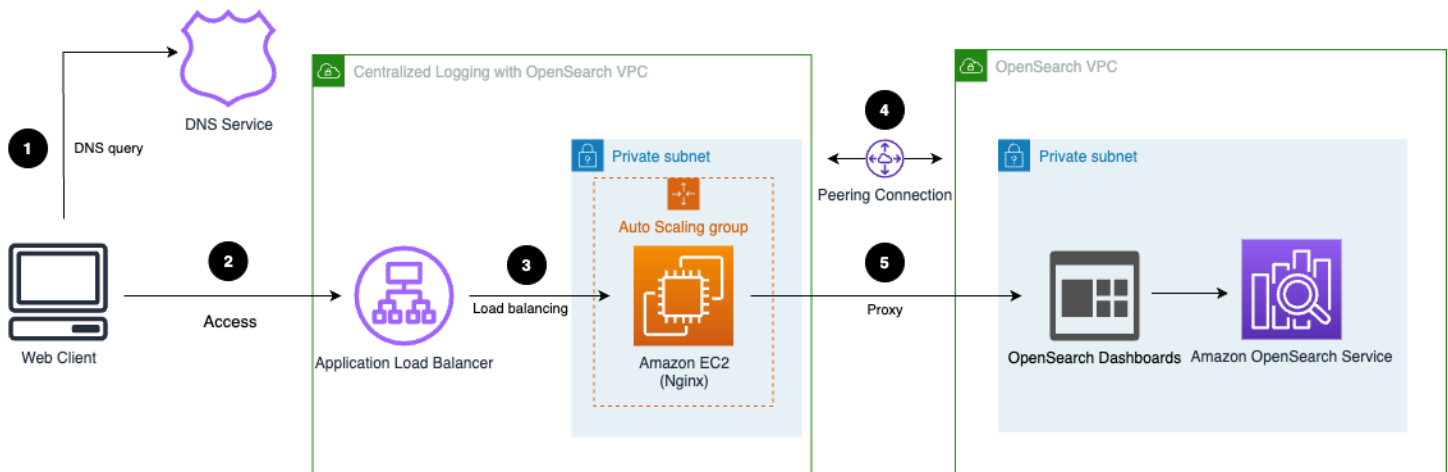 DNS Service
1
DNS query
Web Client
2
Access
Centralized Logging with OpenSearch VPC
Application Load Balancer
3
Load balancing
Private subnet
Auto Scaling group
Amazon EC2
(Nginx)
4
Peering Connection
5
Proxy
OpenSearch VPC
Private subnet
OpenSearch Dashboards
Amazon OpenSearch Service